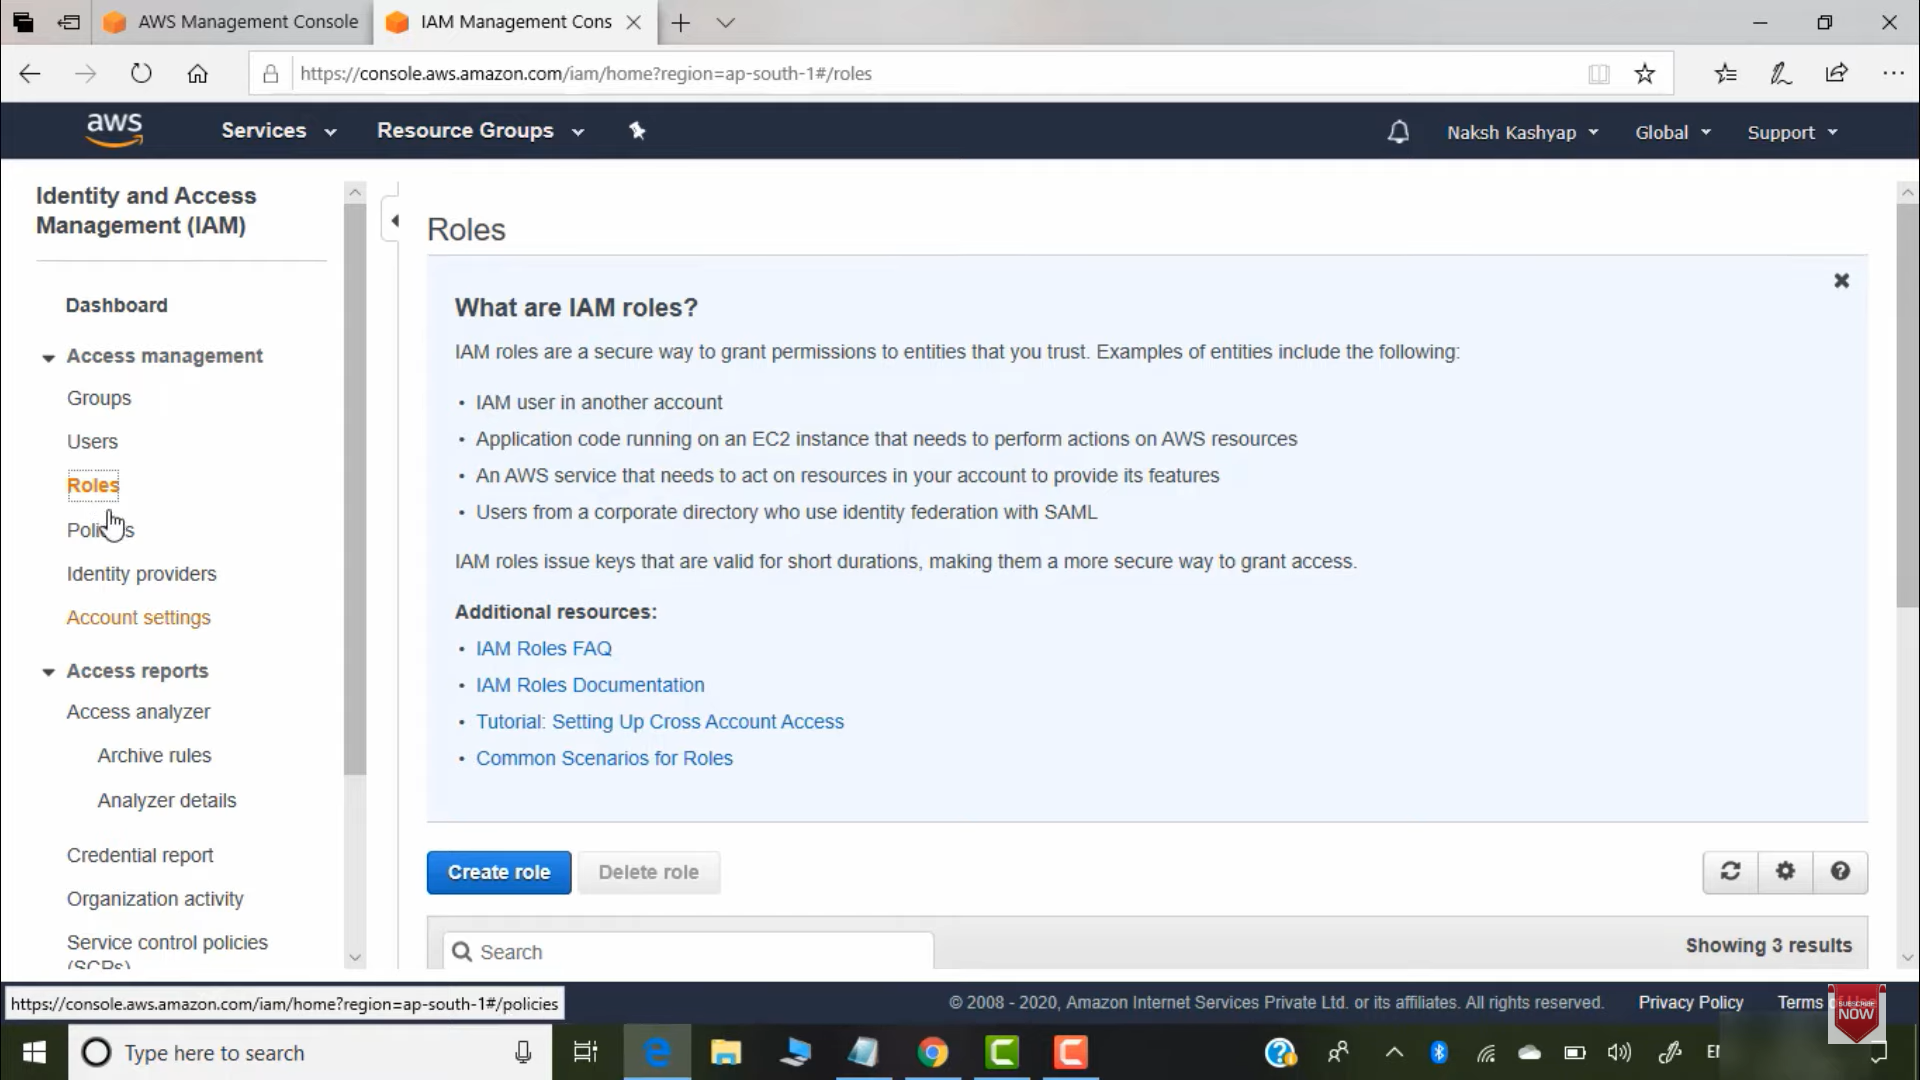 AWS Management Console
IAM Management Cons
https://console.aws.amazon.com/iam/home?region=ap-south-1#/roles
aws
Services
Resource Groups
Naksh Kashyap
Global
Support
Identity and Access
Management (IAM)
Dashboard
Access management
Groups
Users
Roles
Policies
Identity providers
Account settings
Access reports
Access analyzer
Archive rules
Analyzer details
Credential report
Organization activity
Service control policies
(SCPs)
Roles
What are IAM roles?
IAM roles are a secure way to grant permissions to entities that you trust. Examples of entities include the following:
• IAM user in another account
• Application code running on an EC2 instance that needs to perform actions on AWS resources
• An AWS service that needs to act on resources in your account to provide its features
• Users from a corporate directory who use identity federation with SAML
IAM roles issue keys that are valid for short durations, making them a more secure way to grant access.
Additional resources:
• IAM Roles FAQ
• IAM Roles Documentation
• Tutorial: Setting Up Cross Account Access
• Common Scenarios for Roles
Create role
Delete role
Search
Showing 3 results
https://console.aws.amazon.com/iam/home?region=ap-south-1#/policies
© 2008 - 2020, Amazon Internet Services Private Ltd. or its affiliates. All rights reserved.
Privacy Policy
Terms
SUBSCRIBE
NOW
Type here to search